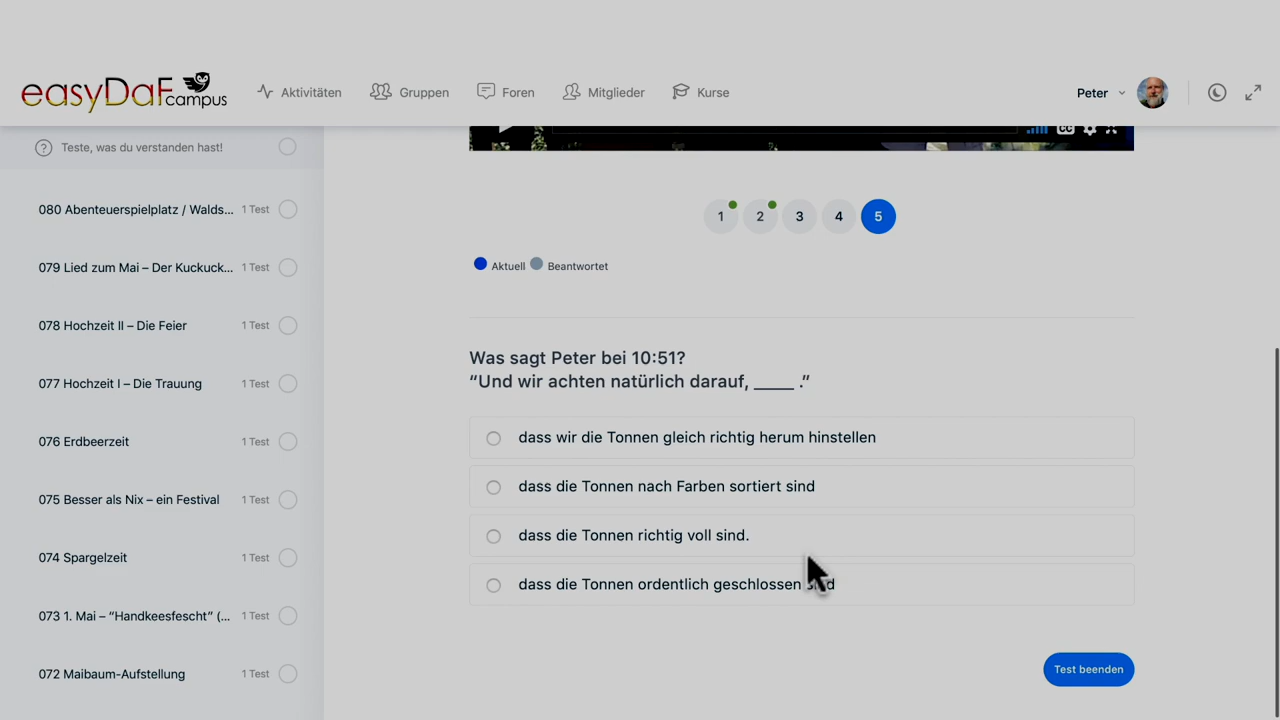 easyDaF campus
Aktivitäten
Gruppen
Foren
Mitglieder
Kurse
Peter
Teste, was du verstanden hast!
080 Abenteuerspielplatz / Walds... 1 Test
079 Lied zum Mai – Der Kuckuck... 1 Test
078 Hochzeit II – Die Feier 1 Test
077 Hochzeit I – Die Trauung 1 Test
076 Erdbeerzeit 1 Test
075 Besser als Nix – ein Festival 1 Test
074 Spargelzeit 1 Test
073 1. Mai – “Handkeesfescht” (... 1 Test
072 Maibaum-Aufstellung 1 Test
CC
1 2 3 4 5
Aktuell Beantwortet
Was sagt Peter bei 10:51?
“Und wir achten natürlich darauf, _____ .”
dass wir die Tonnen gleich richtig herum hinstellen
dass die Tonnen nach Farben sortiert sind
dass die Tonnen richtig voll sind.
dass die Tonnen ordentlich geschlossen sind
Test beenden